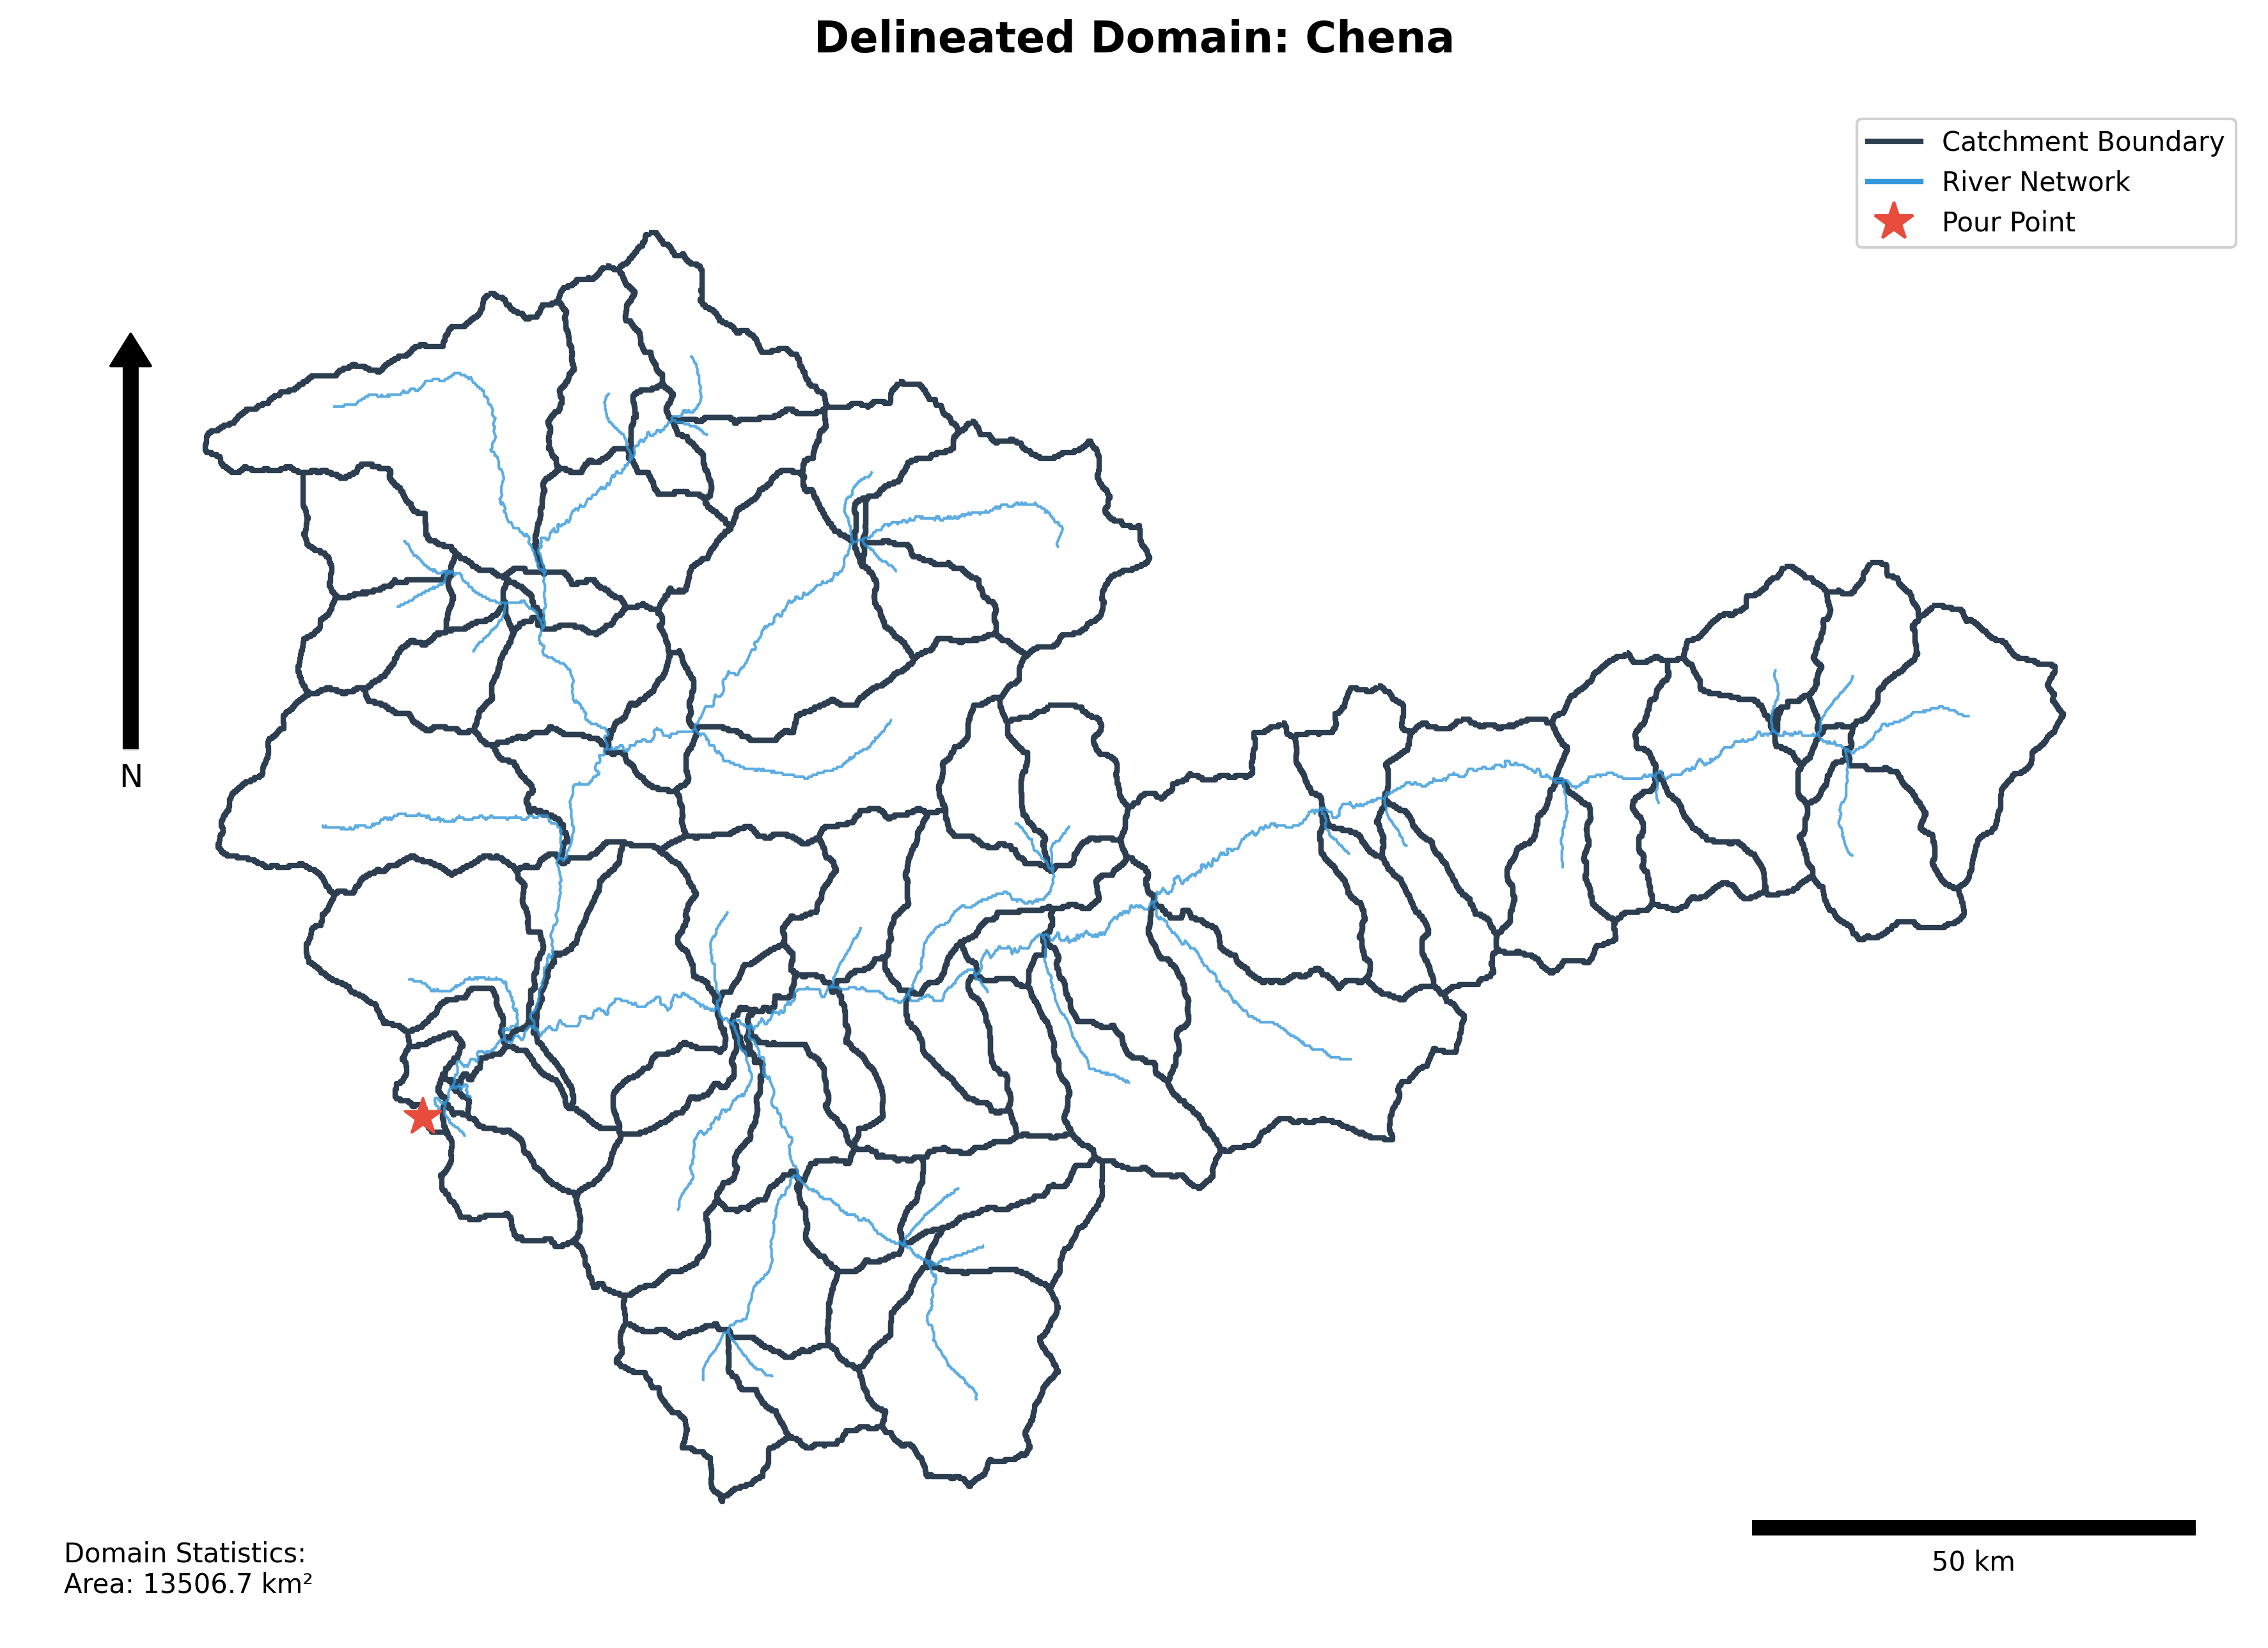 Delineated Domain: Chena
Catchment Boundary
River Network
Pour Point
N
Domain Statistics:
Area: 13506.7 km²
50 km